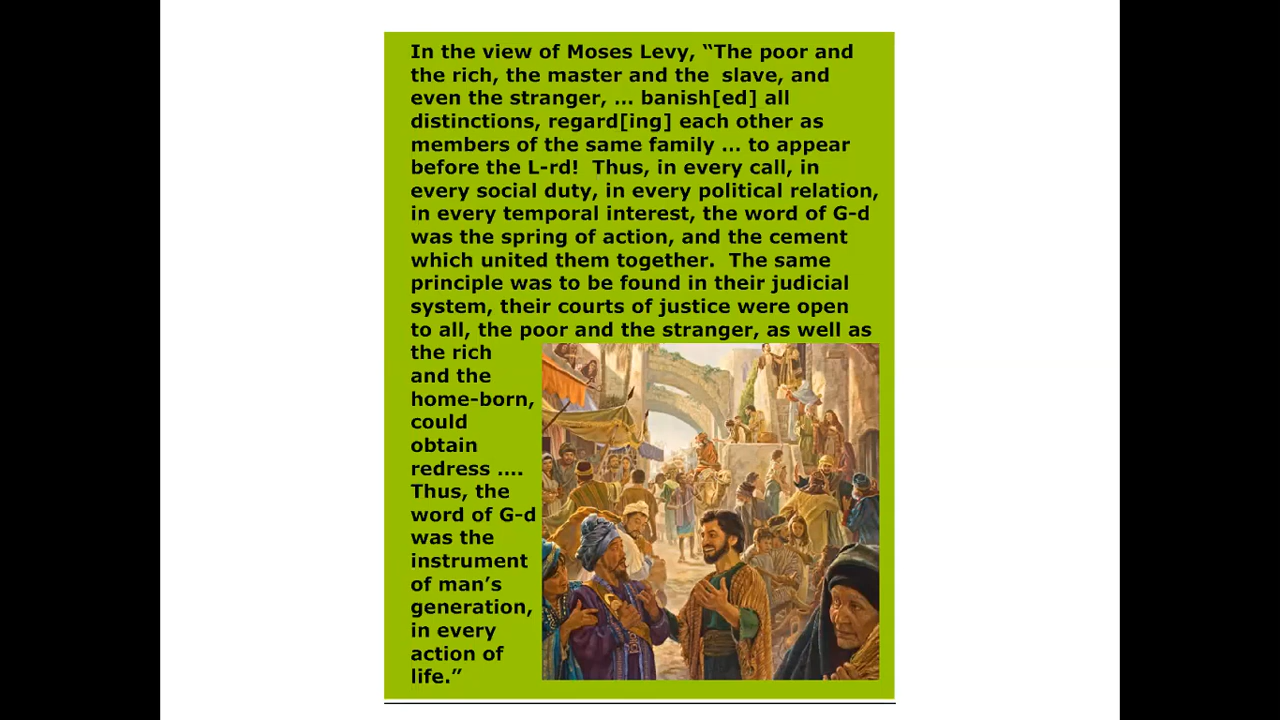 In the view of Moses Levy, “The poor and
the rich, the master and the  slave, and
even the stranger, ... banish[ed] all
distinctions, regard[ing] each other as
members of the same family ... to appear
before the L-rd!  Thus, in every call, in
every social duty, in every political relation,
in every temporal interest, the word of G-d
was the spring of action, and the cement
which united them together.  The same
principle was to be found in their judicial
system, their courts of justice were open
to all, the poor and the stranger, as well as
the rich
and the
home-born,
could
obtain
redress ....
Thus, the
word of G-d
was the
instrument
of man’s
generation,
in every
action of
life.”